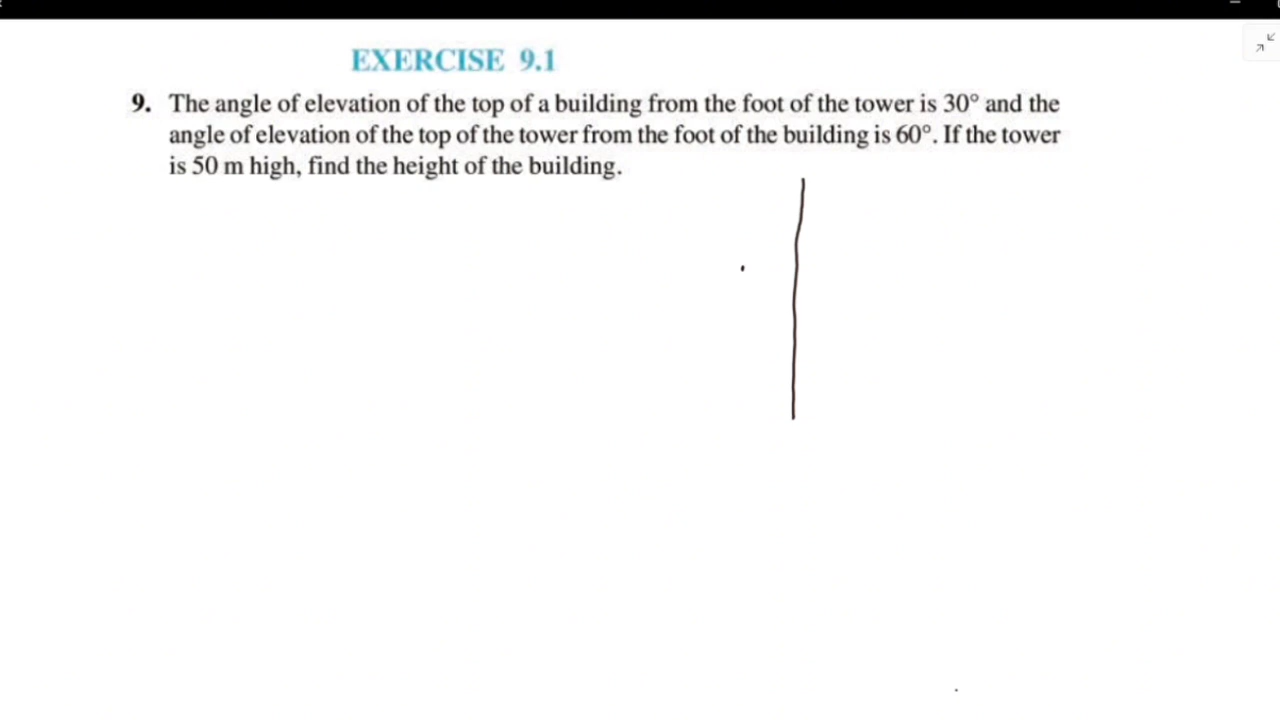 EXERCISE 9.1
9. The angle of elevation of the top of a building from the foot of the tower is 30° and the
angle of elevation of the top of the tower from the foot of the building is 60°. If the tower
is 50 m high, find the height of the building.